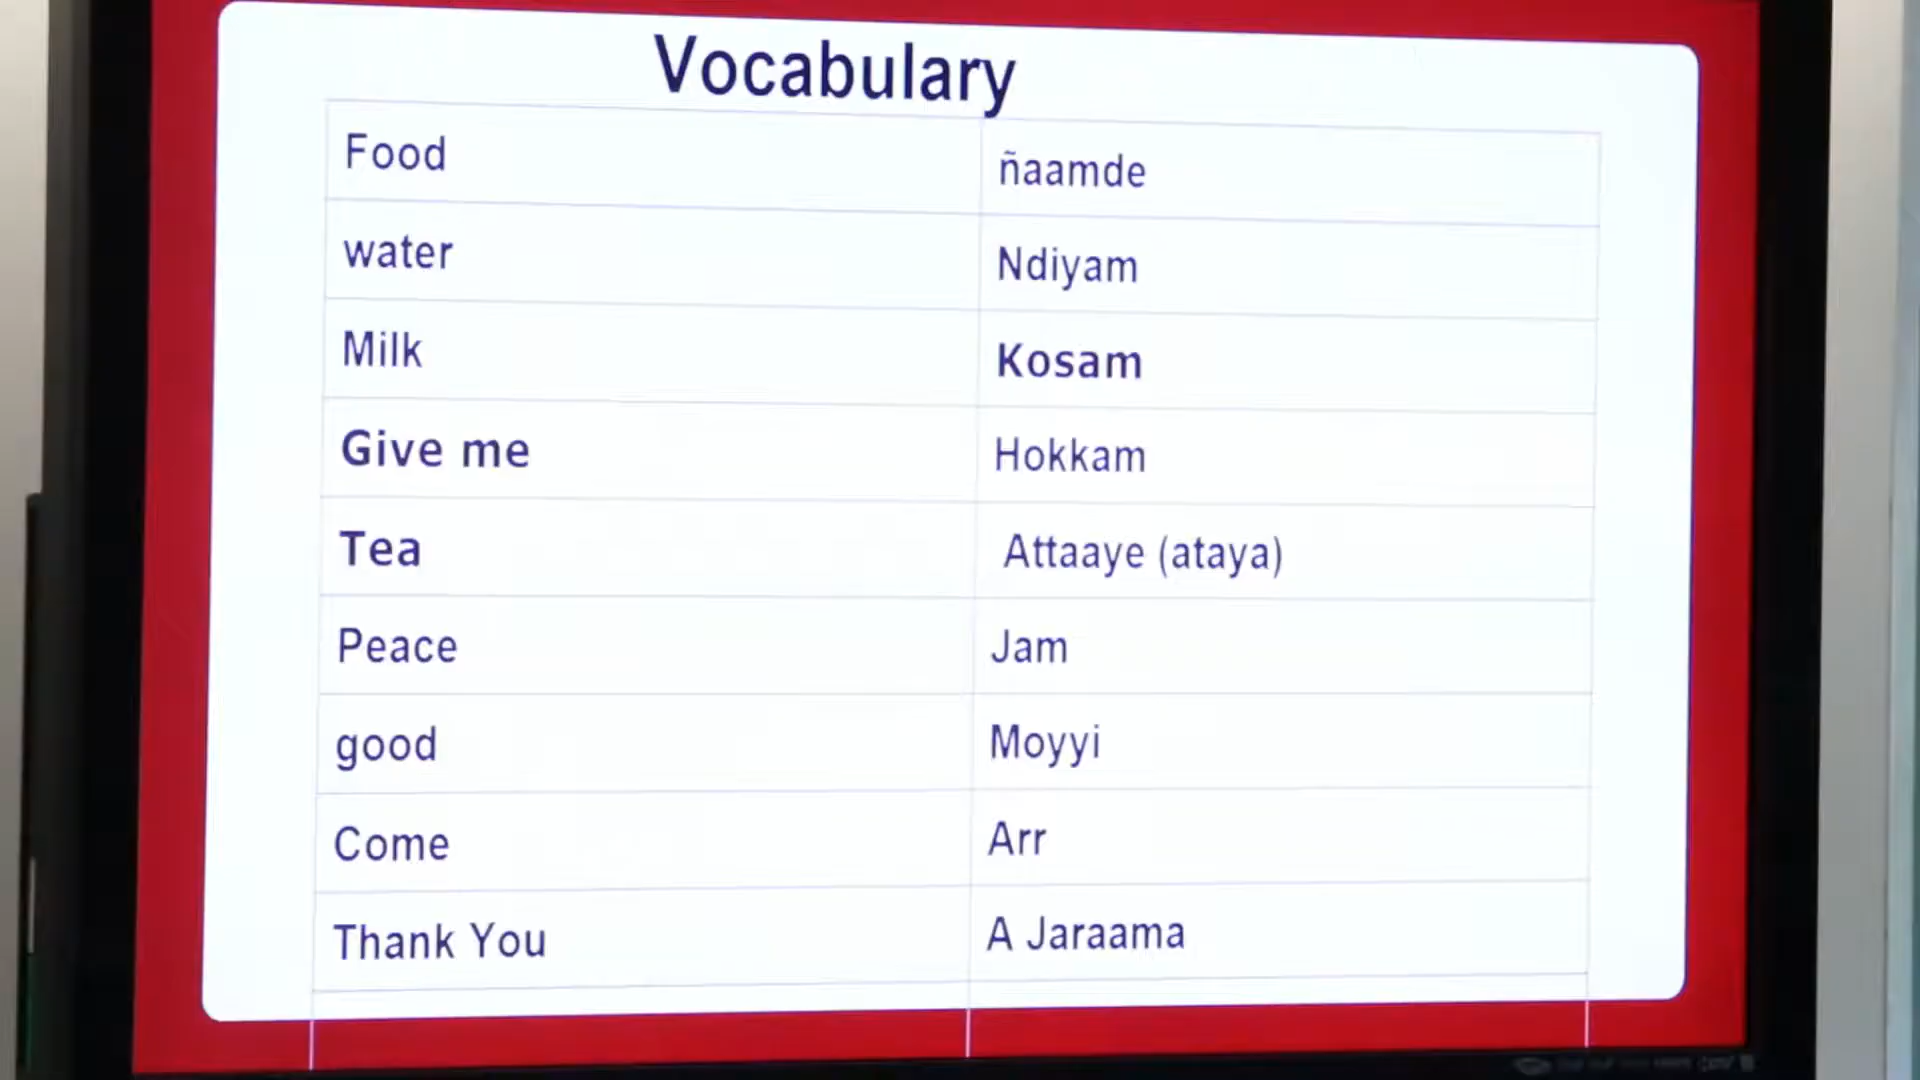 Vocabulary
Food ñaamde
water Ndiyam
Milk Kosam
Give me Hokkam
Tea Attaaye (ataya)
Peace Jam
good Moyyi
Come Arr
Thank You A Jaraama